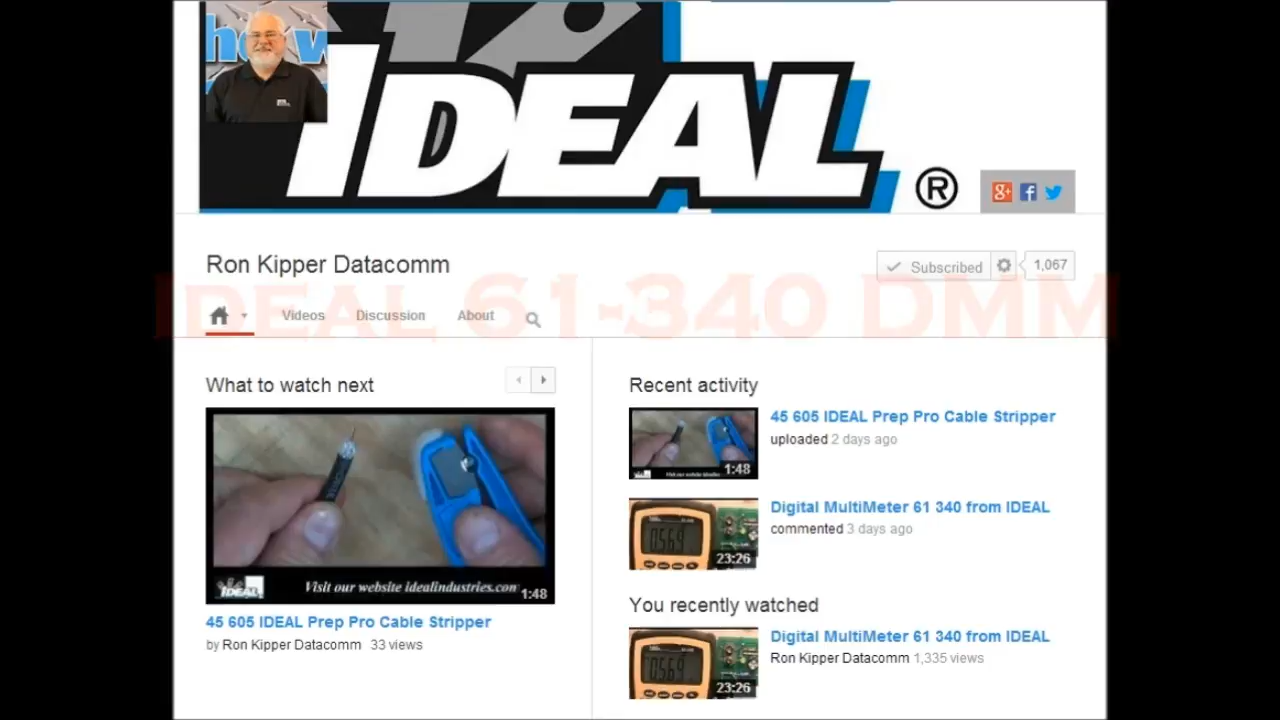 how
IDEAL®
g+ f
Ron Kipper Datacomm
Subscribed 1,067
IDEAL 61-340 DMM
Videos Discussion About
What to watch next
Visit our website idealindustries.com
IDEAL
1:48
45 605 IDEAL Prep Pro Cable Stripper
by Ron Kipper Datacomm 33 views
Recent activity
1:48
45 605 IDEAL Prep Pro Cable Stripper
uploaded 2 days ago
23:26
Digital MultiMeter 61 340 from IDEAL
commented 3 days ago
You recently watched
23:26
Digital MultiMeter 61 340 from IDEAL
Ron Kipper Datacomm 1,335 views